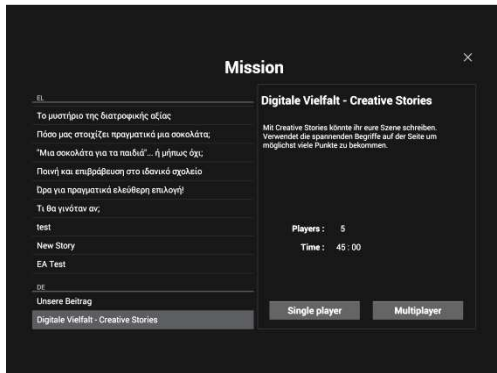 Mission
EL
Το μυστήριο της διατροφικής αξίας
Πόσο μας στοιχίζει πραγματικά μια σοκολάτα;
"Μια σοκολάτα για τα παιδιά"... ή μήπως όχι;
Ποινή και επιβράβευση στο ιδανικό σχολείο
Ώρα για πραγματικά ελεύθερη επιλογή!
Τι θα γινόταν αν;
test
New Story
EA Test
DE
Unsere Beitrag
Digitale Vielfalt - Creative Stories
Digitale Vielfalt - Creative Stories
Mit Creative Stories könnte ihr eure Szene schreiben.
Verwendet die spannenden Begriffe auf der Seite um
möglichst viele Punkte zu bekommen.
Players : 5
Time : 45 : 00
Single player
Multiplayer